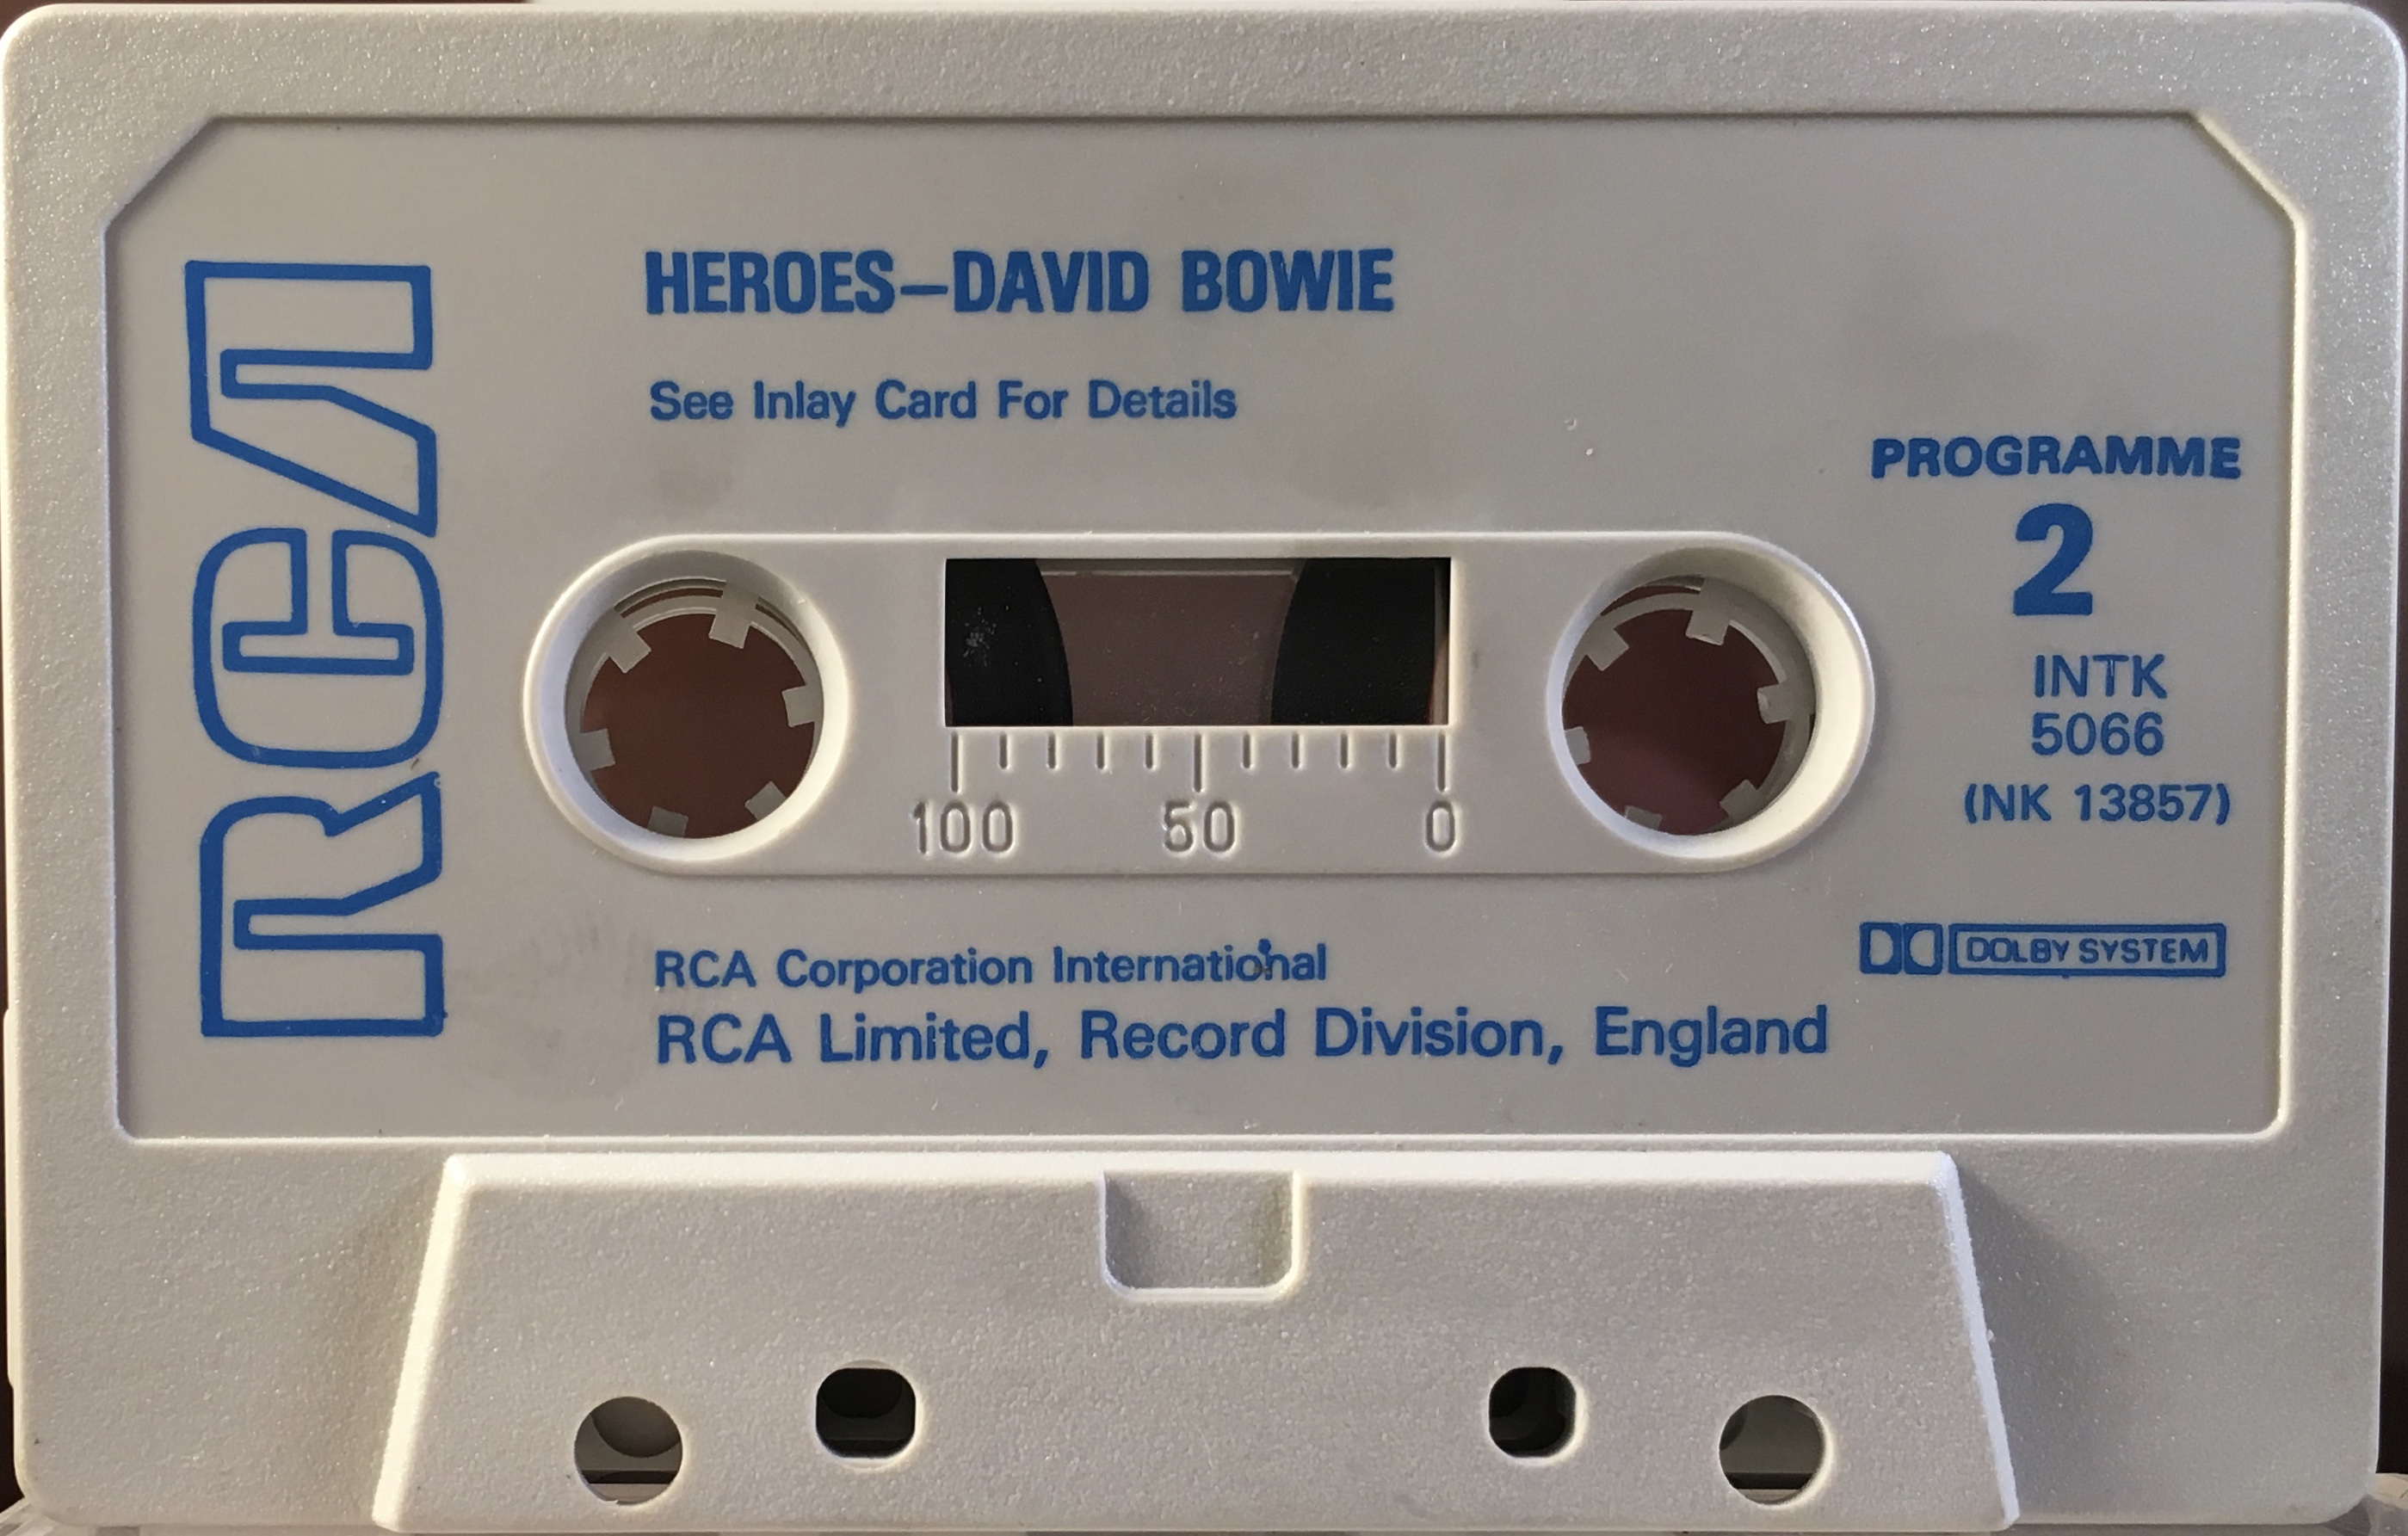 RCA
HEROES–DAVID BOWIE
See Inlay Card For Details
PROGRAMME
2
INTK
5066
(NK 13857)
100 50 0
DOLBY SYSTEM
RCA Corporation International
RCA Limited, Record Division, England